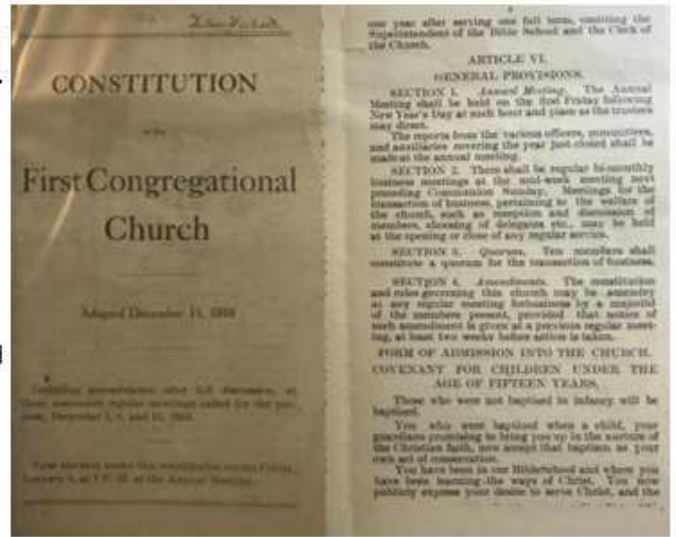 CONSTITUTION
of the
First Congregational
Church
Adopted December 15,
one year after serving one full term, omitting the
Superintendent of the Bible School and the Clerk of
the Church.
ARTICLE VI.
GENERAL PROVISIONS.
SECTION 1. Annual Meeting. The Annual
Meeting shall be held on the first Friday following
New Year's Day at such hour and place as the trustees
may direct.
The reports from the various officers, committees,
and auxiliaries covering the year just closed shall be
made at the annual meeting.
SECTION 2. There shall be regular bi-monthly
business meetings at the mid-week meeting next
preceding Communion Sunday. Meetings for the
transaction of business, pertaining to the welfare of
the church, such as reception and dismission of
members, choosing of delegates etc., may be held
at the opening or close of any regular service.
SECTION 3. Quorum. Ten members shall
constitute a quorum for the transaction of business.
SECTION 4. Amendments. The constitution
and rules governing this church may be amended
at any regular meeting for business by a majority
of the members present, provided that notice of
such amendment is given at a previous regular meet-
ing, at least two weeks before action is taken.
FORM OF ADMISSION INTO THE CHURCH.
COVENANT FOR CHILDREN UNDER THE
AGE OF FIFTEEN YEARS.
Those who were not baptised in infancy will be
baptised.
You who were baptised when a child, your
guardians promising to bring you up in the nurture of
the Christian faith, now accept that baptism as your
own act of consecration.
You have been in our Bible school and where you
have been learning the ways of Christ. You now
publicly express your desire to serve Christ, and the